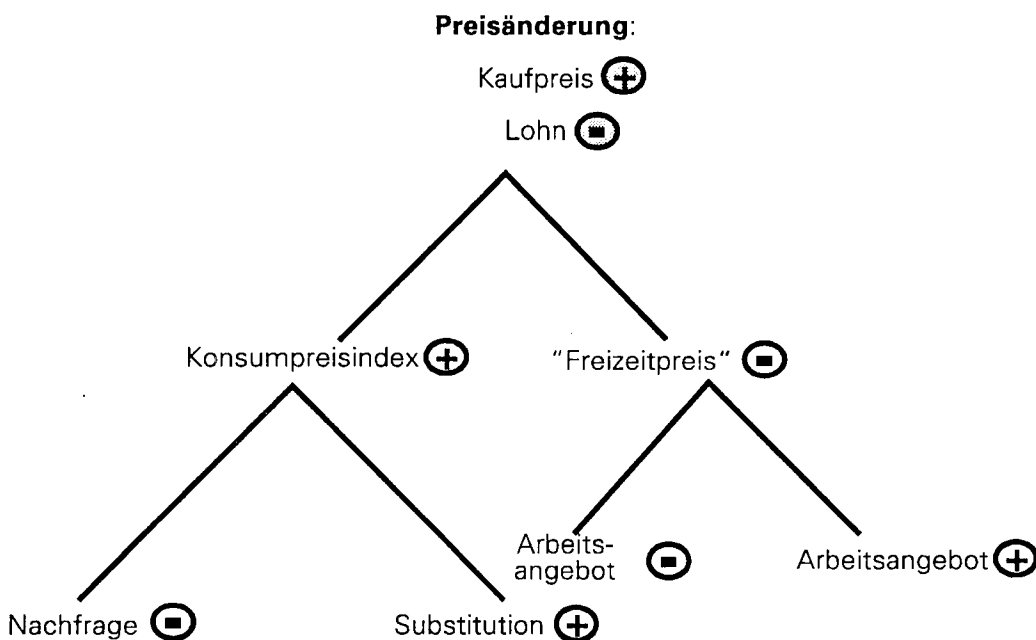 Preisänderung:
Kaufpreis +
Lohn -
Konsumpreisindex +
"Freizeitpreis" -
Arbeits-
angebot -
Arbeitsangebot +
Nachfrage -
Substitution +